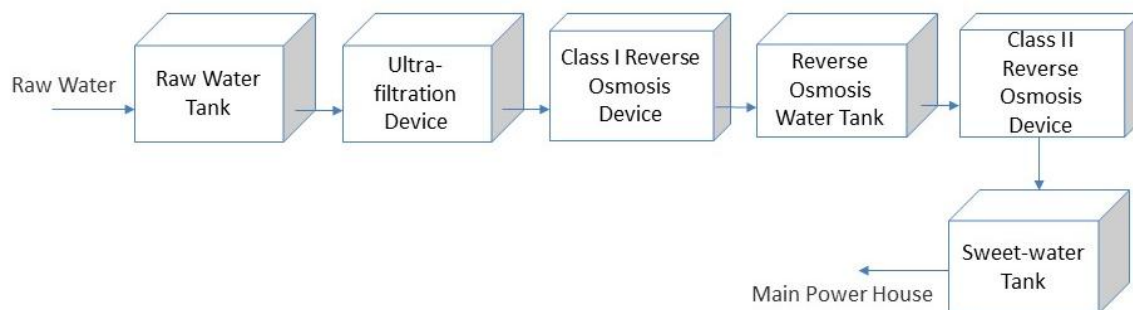 Raw Water
Raw Water
Tank
Ultra-
filtration
Device
Class I Reverse
Osmosis
Device
Reverse
Osmosis
Water Tank
Class II
Reverse
Osmosis
Device
Sweet-water
Tank
Main Power House